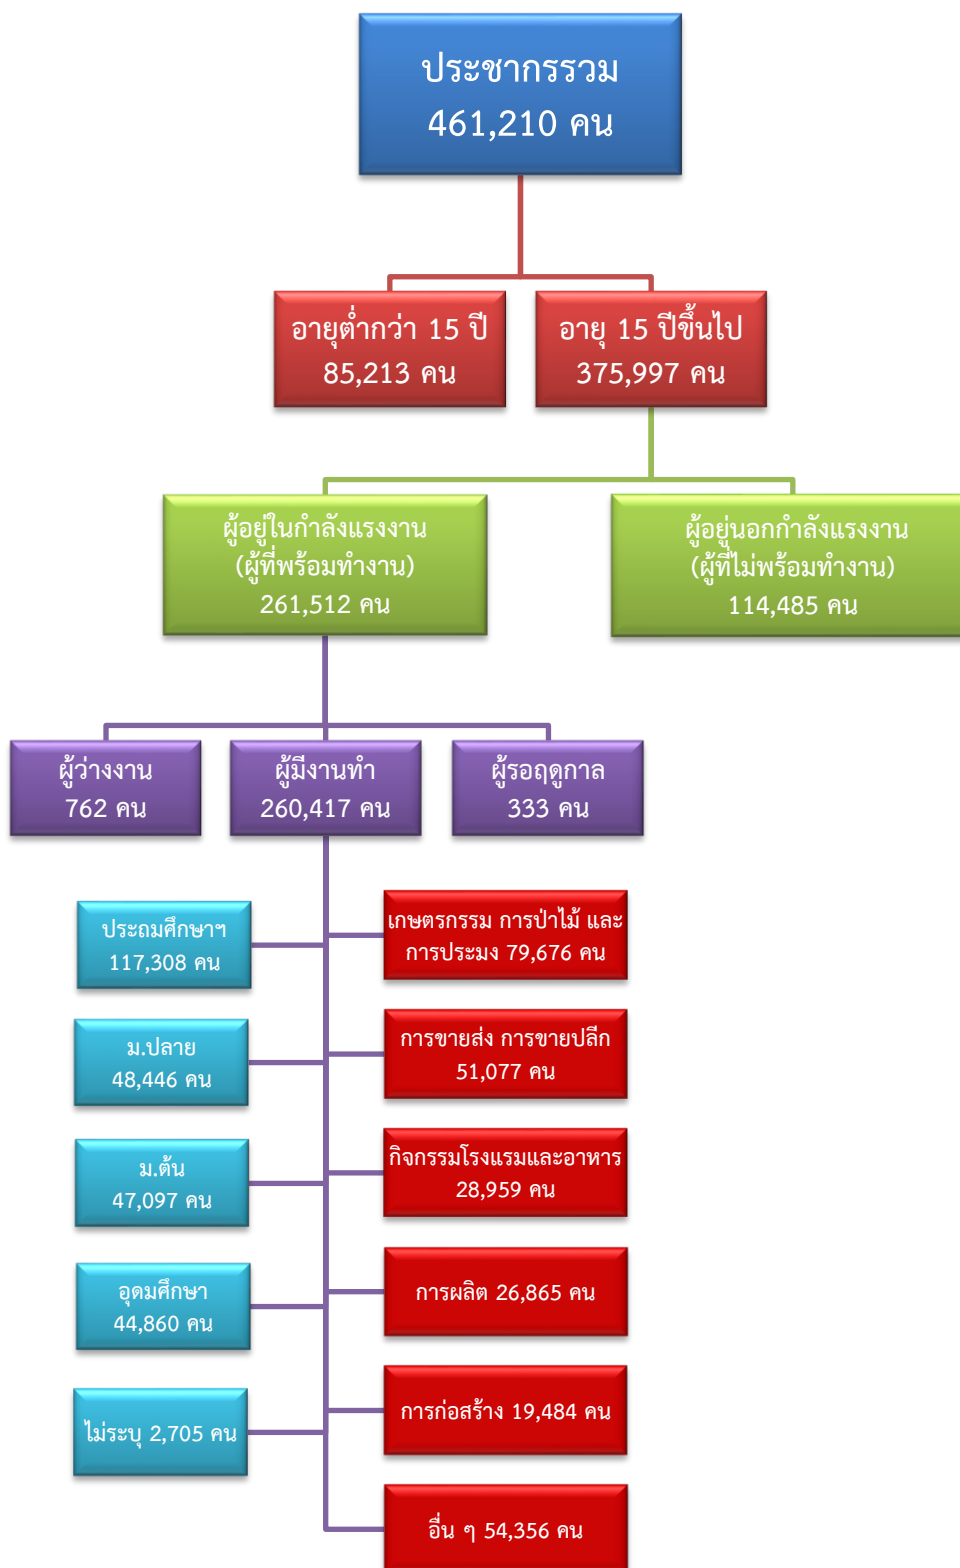 ประชากรรวม
461,210 คน
อายุต่ำกว่า 15 ปี
85,213 คน
อายุ 15 ปีขึ้นไป
375,997 คน
ผู้อยู่ในกำลังแรงงาน
(ผู้ที่พร้อมทำงาน)
261,512 คน
ผู้อยู่นอกกำลังแรงงาน
(ผู้ที่ไม่พร้อมทำงาน)
114,485 คน
ผู้ว่างงาน
762 คน
ผู้มีงานทำ
260,417 คน
ผู้รอฤดูกาล
333 คน
ประถมศึกษาฯ
117,308 คน
ม.ปลาย
48,446 คน
ม.ต้น
47,097 คน
อุดมศึกษา
44,860 คน
ไม่ระบุ 2,705 คน
เกษตรกรรม การป่าไม้ และ
การประมง 79,676 คน
การขายส่ง การขายปลีก
51,077 คน
กิจกรรมโรงแรมและอาหาร
28,959 คน
การผลิต 26,865 คน
การก่อสร้าง 19,484 คน
อื่น ๆ 54,356 คน